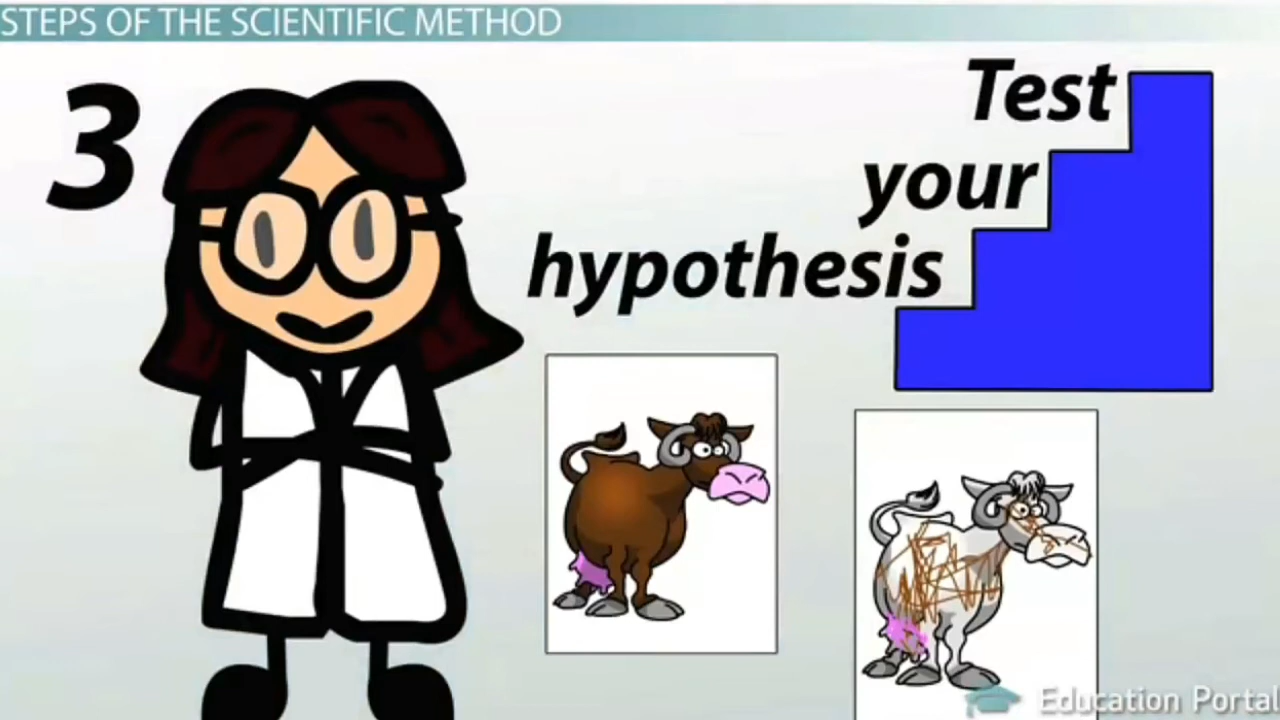 STEPS OF THE SCIENTIFIC METHOD
3
Test
your
hypothesis
Education Portal